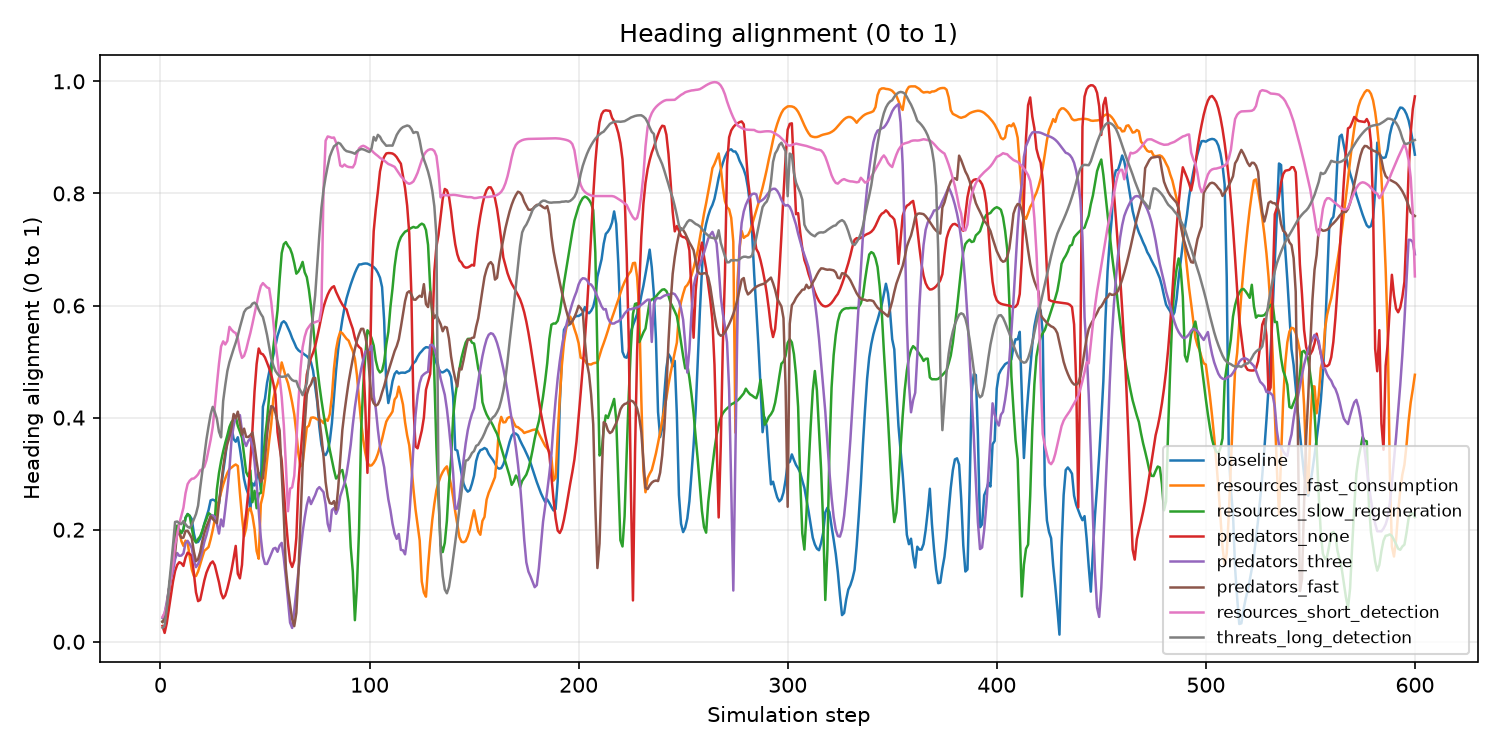 Heading alignment (0 to 1)
Heading alignment (0 to 1)
1.0
0.8
0.6
0.4
0.2
0.0
0
100
200
300
400
500
600
Simulation step
baseline
resources_fast_consumption
resources_slow_regeneration
predators_none
predators_three
predators_fast
resources_short_detection
threats_long_detection